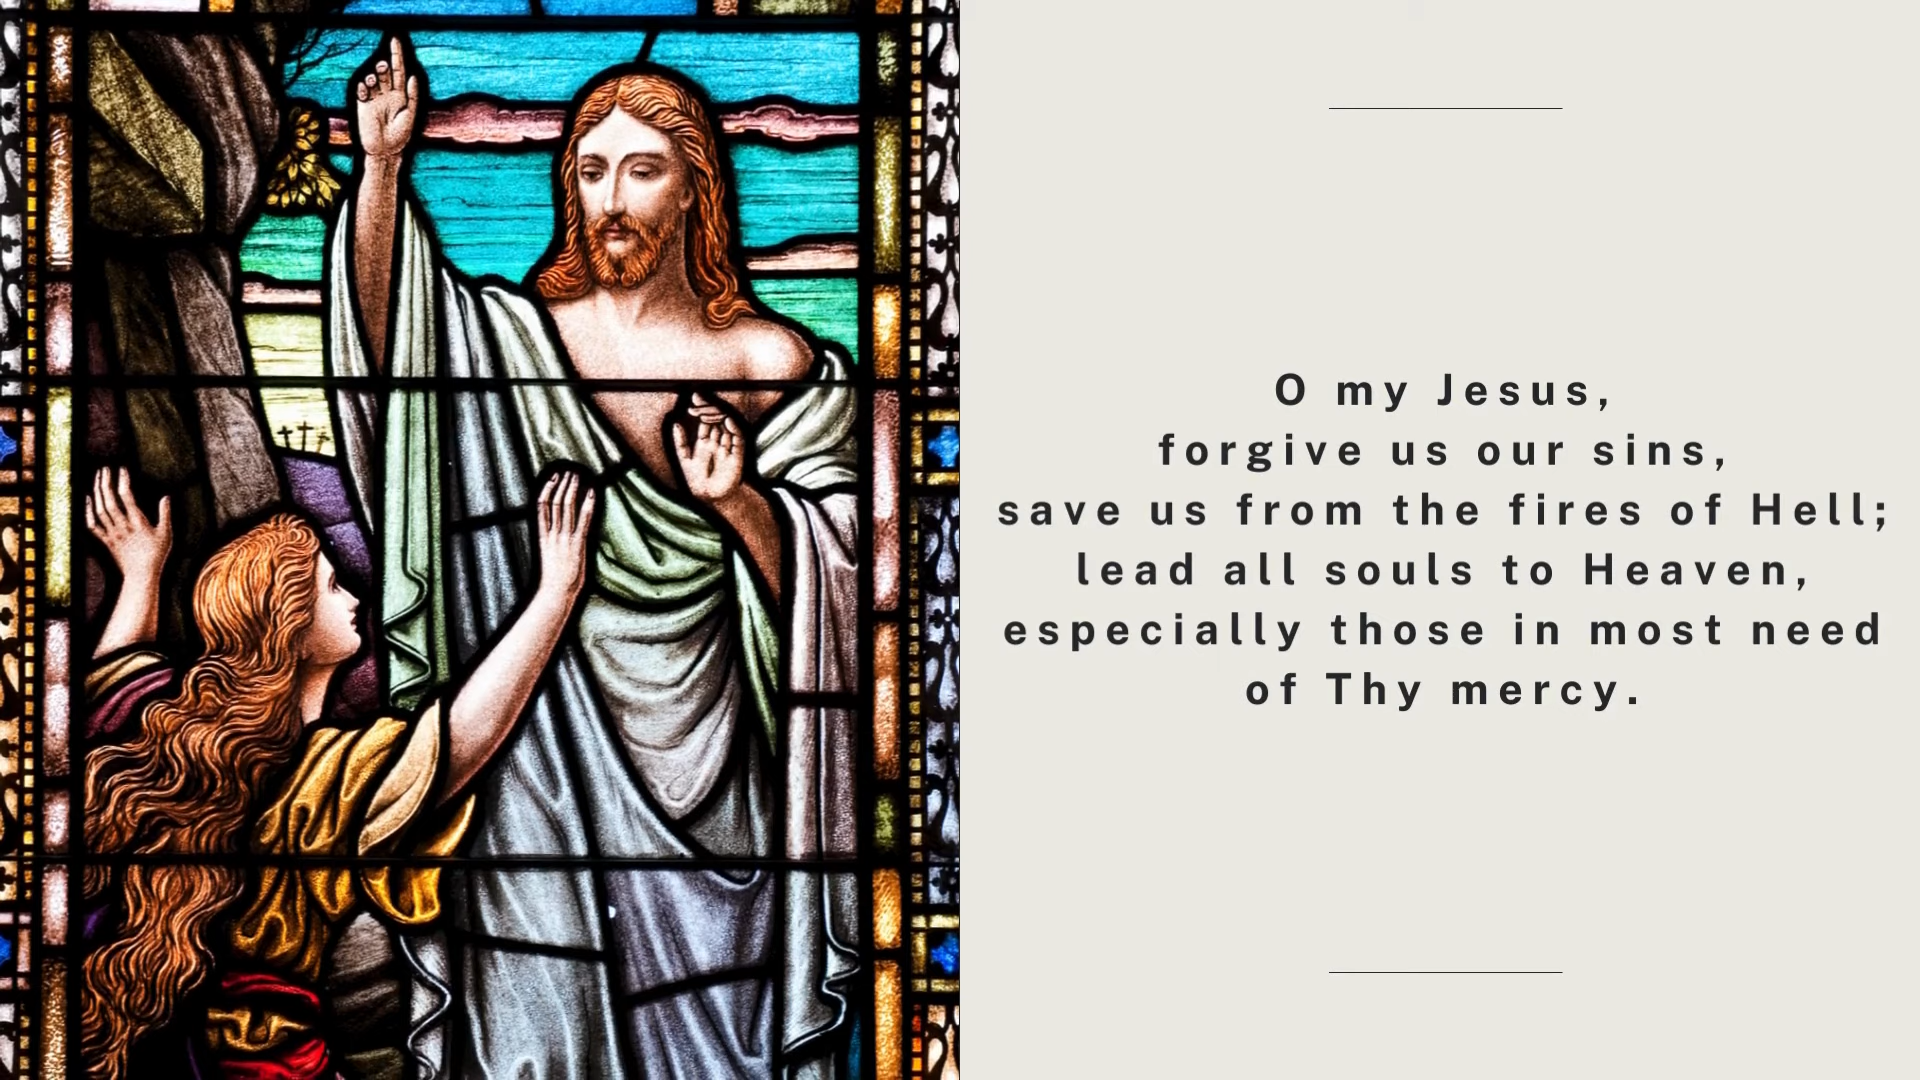 O my Jesus,
forgive us our sins,
save us from the fires of Hell;
lead all souls to Heaven,
especially those in most need
of Thy mercy.